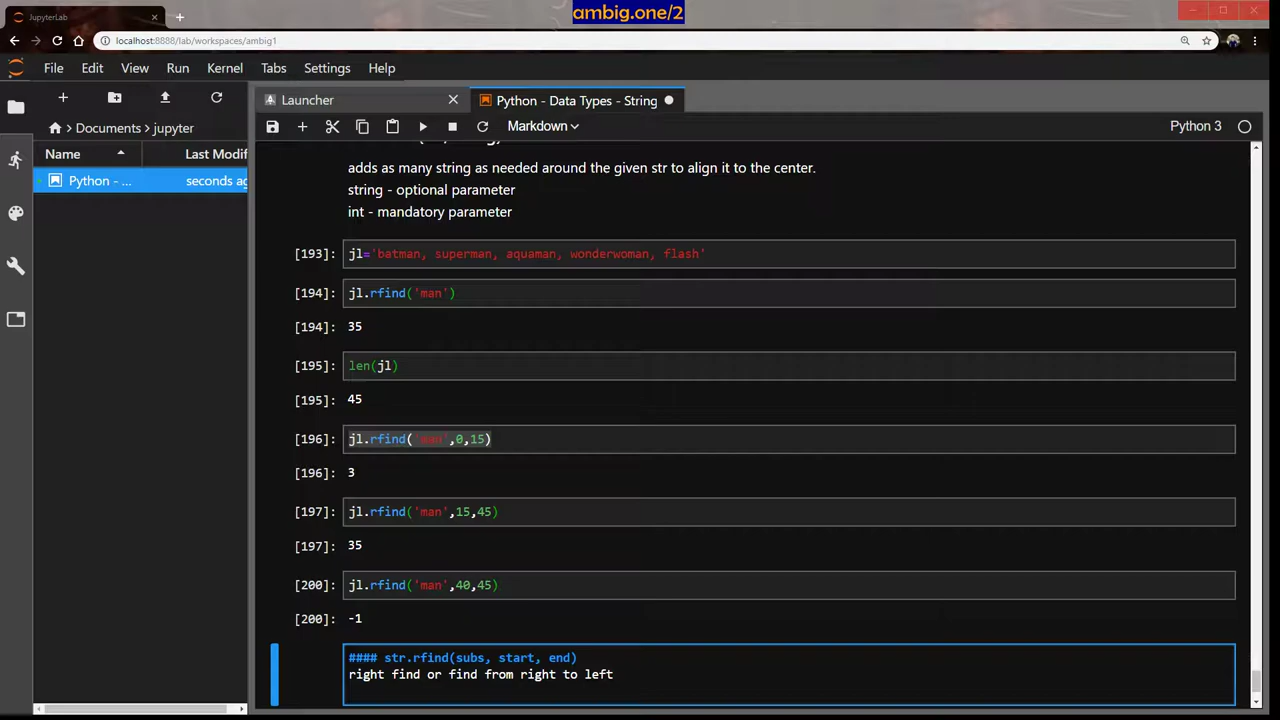 ambig.one/2
JupyterLab
localhost:8888/lab/workspaces/ambig1
File Edit View Run Kernel Tabs Settings Help
Launcher
Python - Data Types - String
Documents > jupyter
Markdown
Python 3
Name Last Modif
Python - ... seconds ag
adds as many string as needed around the given str to align it to the center.
string - optional parameter
int - mandatory parameter
[193]: jl='batman, superman, aquaman, wonderwoman, flash'
[194]: jl.rfind('man')
[194]: 35
[195]: len(jl)
[195]: 45
[196]: jl.rfind('man',0,15)
[196]: 3
[197]: jl.rfind('man',15,45)
[197]: 35
[200]: jl.rfind('man',40,45)
[200]: -1
#### str.rfind(subs, start, end)
right find or find from right to left